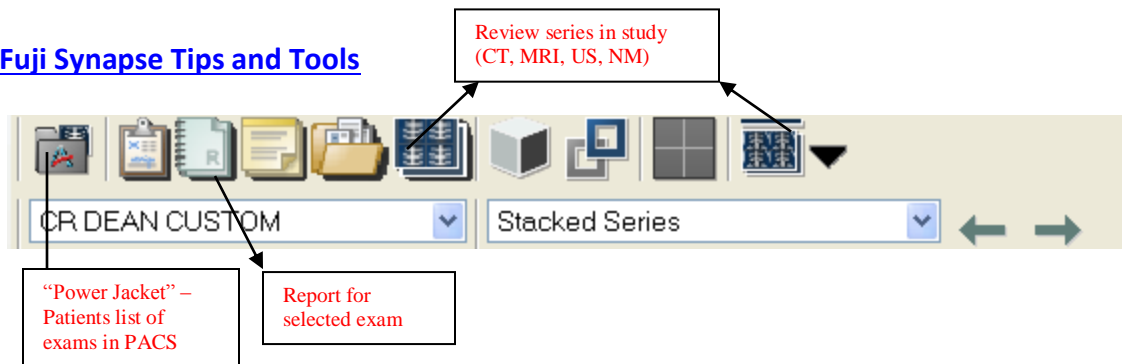 Review series in study
(CT, MRI, US, NM)
Fuji Synapse Tips and Tools
R
CR DEAN CUSTOM
Stacked Series
“Power Jacket” –
Patients list of
exams in PACS
Report for
selected exam